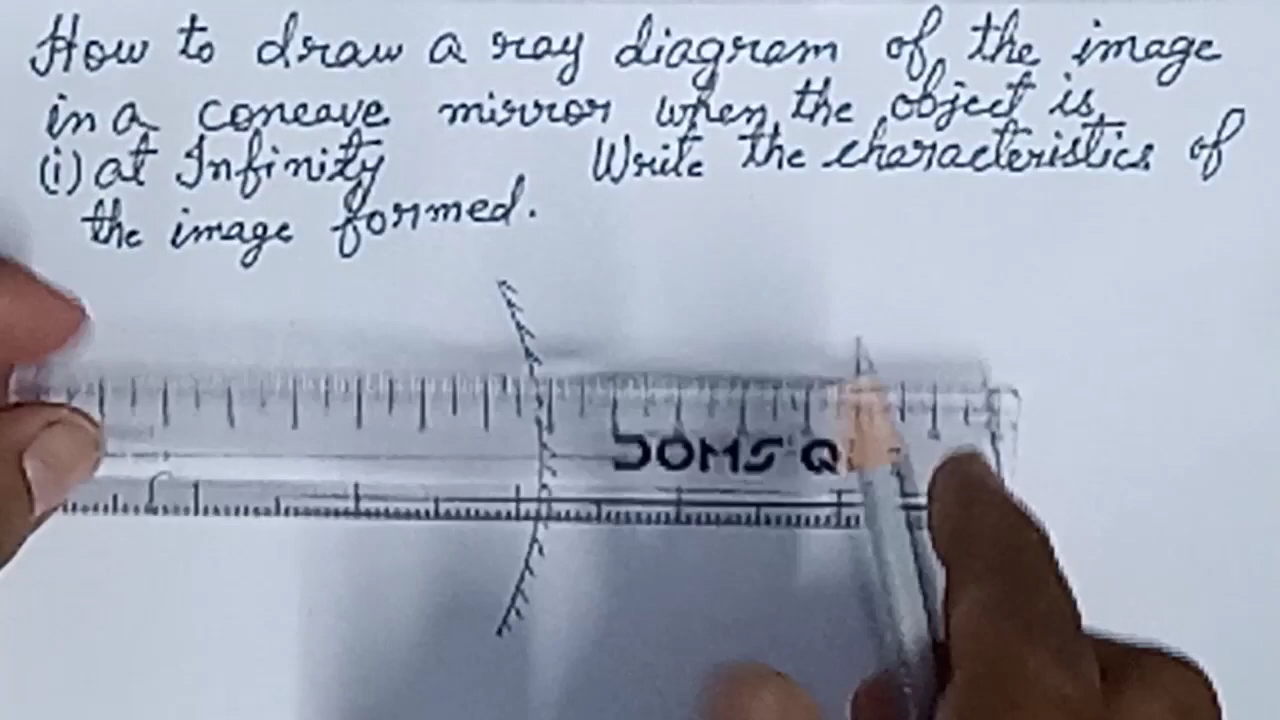 How to draw a ray diagram of the image
in a concave mirror when the object is
(i) at Infinity Write the characteristics of
the image formed.
DOMS Q